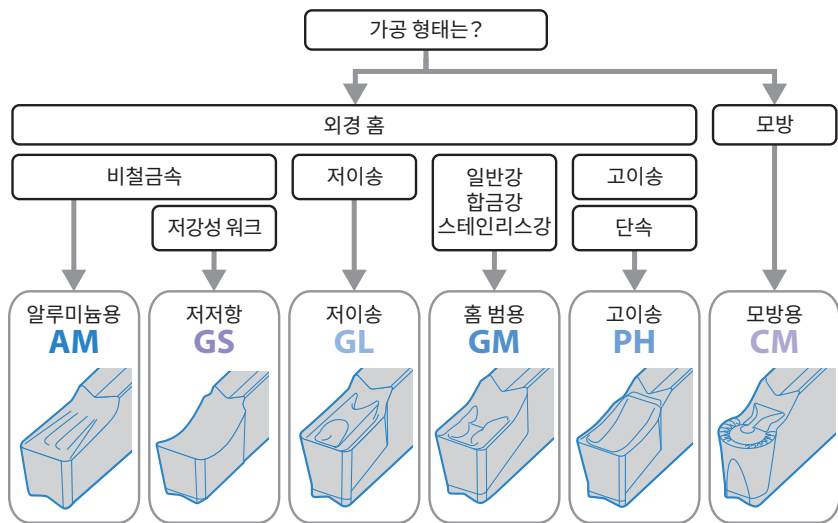 가공 형태는?
외경 홈
모방
비철금속
저이송
일반강
합금강
스테인리스강
고이송
저강성 워크
단속
알루미늄용
AM
저저항
GS
저이송
GL
홈 범용
GM
고이송
PH
모방용
CM